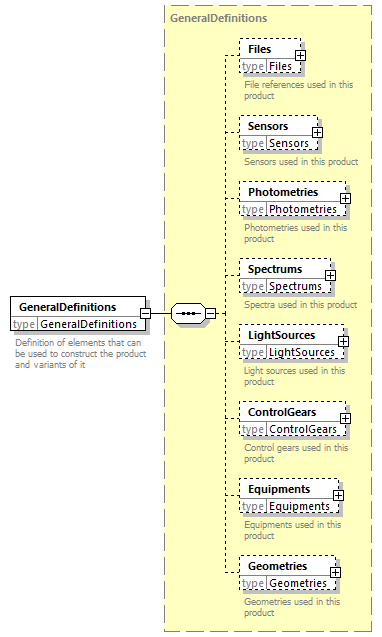 GeneralDefinitions
Files
type Files
File references used in this
product
Sensors
type Sensors
Sensors used in this product
Photometries
type Photometries
Photometries used in this
product
Spectrums
type Spectrums
Spectra used in this product
GeneralDefinitions
type GeneralDefinitions
Definition of elements that can
be used to construct the product
and variants of it
LightSources
type LightSources
Light sources used in this
product
ControlGears
type ControlGears
Control gears used in this
product
Equipments
type Equipments
Equipments used in this
product
Geometries
type Geometries
Geometries used in this
product